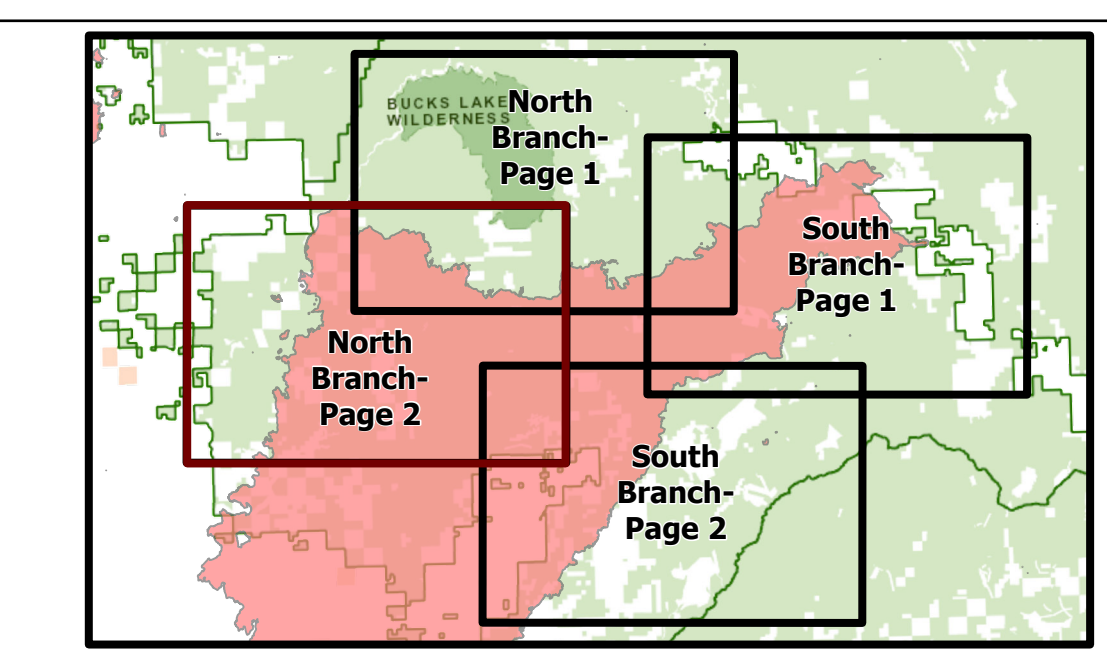 BUCKS LAKE
WILDERNESS
North
Branch-
Page 1
South
Branch-
Page 1
North
Branch-
Page 2
South
Branch-
Page 2